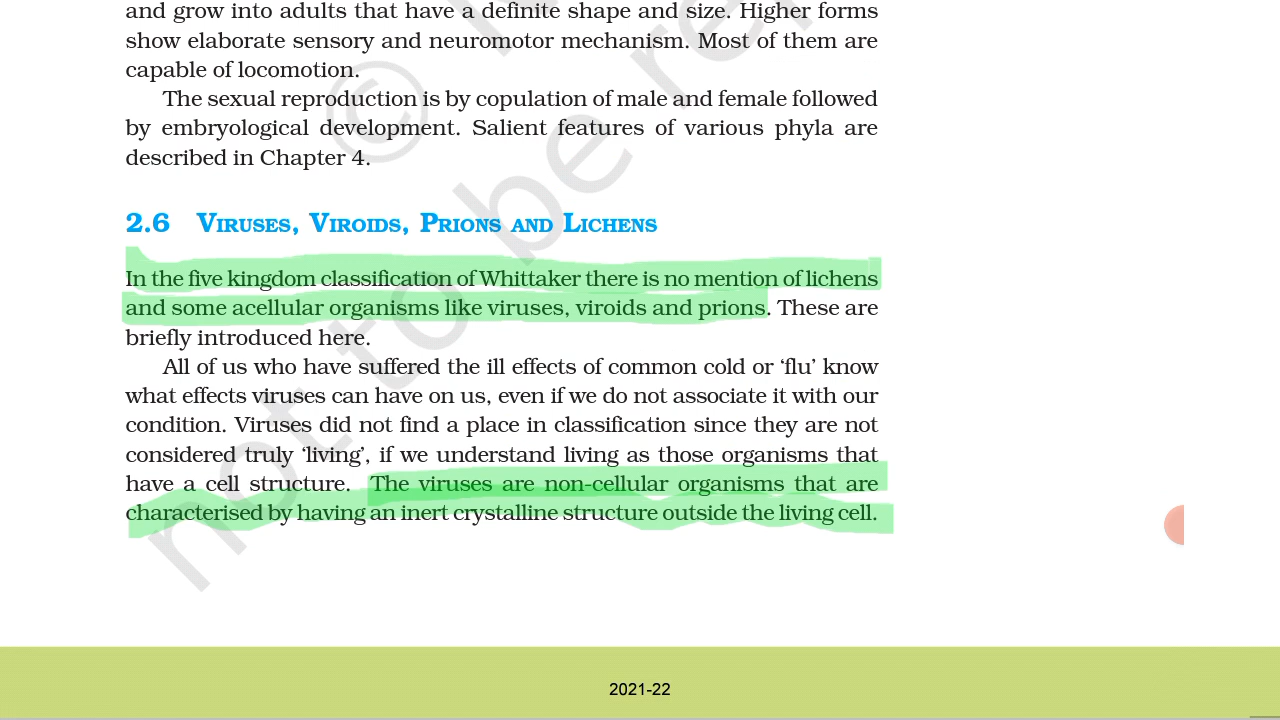 and grow into adults that have a definite shape and size. Higher forms
show elaborate sensory and neuromotor mechanism. Most of them are
capable of locomotion.
The sexual reproduction is by copulation of male and female followed
by embryological development. Salient features of various phyla are
described in Chapter 4.
2.6 VIRUSES, VIROIDS, PRIONS AND LICHENS
In the five kingdom classification of Whittaker there is no mention of lichens
and some acellular organisms like viruses, viroids and prions. These are
briefly introduced here.
All of us who have suffered the ill effects of common cold or ‘flu’ know
what effects viruses can have on us, even if we do not associate it with our
condition. Viruses did not find a place in classification since they are not
considered truly ‘living’, if we understand living as those organisms that
have a cell structure. The viruses are non-cellular organisms that are
characterised by having an inert crystalline structure outside the living cell.
not to be re
©
2021-22